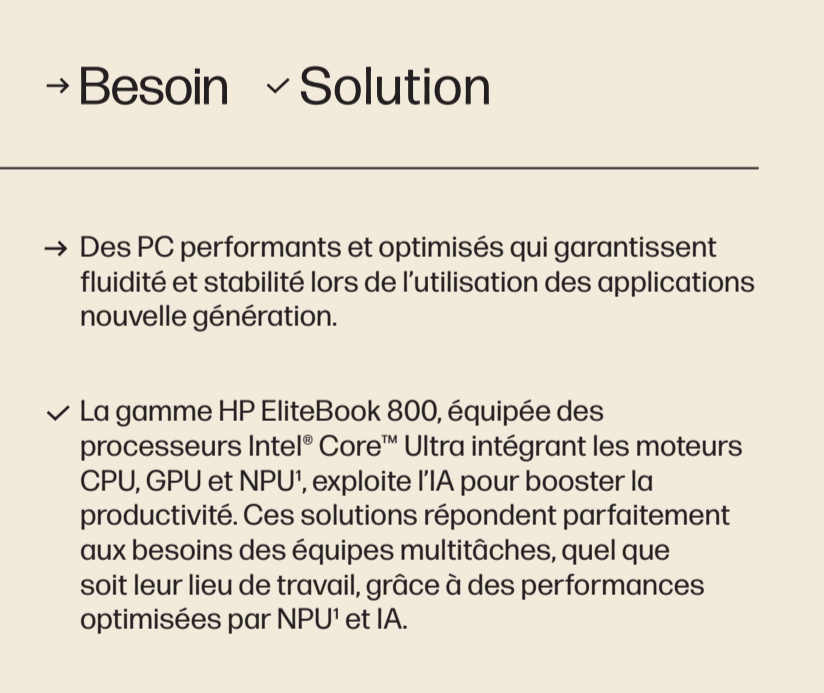 → Besoin ✓ Solution
→ Des PC performants et optimisés qui garantissent
fluidité et stabilité lors de l’utilisation des applications
nouvelle génération.
✓ La gamme HP EliteBook 800, équipée des
processeurs Intel® Core™ Ultra intégrant les moteurs
CPU, GPU et NPU¹, exploite l’IA pour booster la
productivité. Ces solutions répondent parfaitement
aux besoins des équipes multitâches, quel que
soit leur lieu de travail, grâce à des performances
optimisées par NPU¹ et IA.